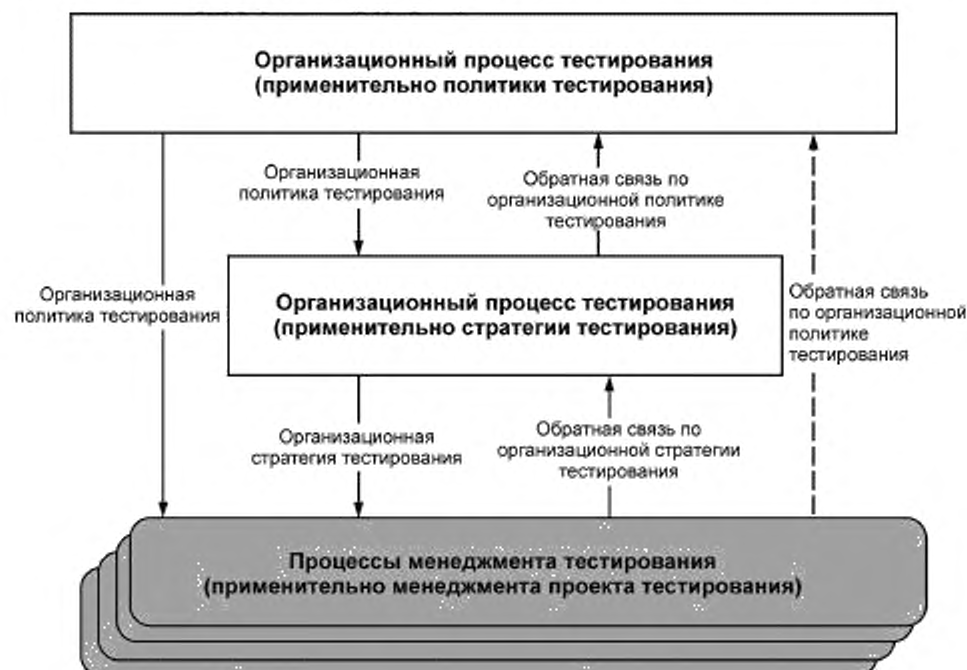 Организационный процесс тестирования
(применительно политики тестирования)
Организационная
политика тестирования
Обратная связь по
организационной политике
тестирования
Организационная
политика тестирования
Организационный процесс тестирования
(применительно стратегии тестирования)
Обратная связь
по организационной
политике
тестирования
Организационная
стратегия тестирования
Обратная связь по
организационной стратегии
тестирования
Процессы менеджмента тестирования
(применительно менеджмента проекта тестирования)